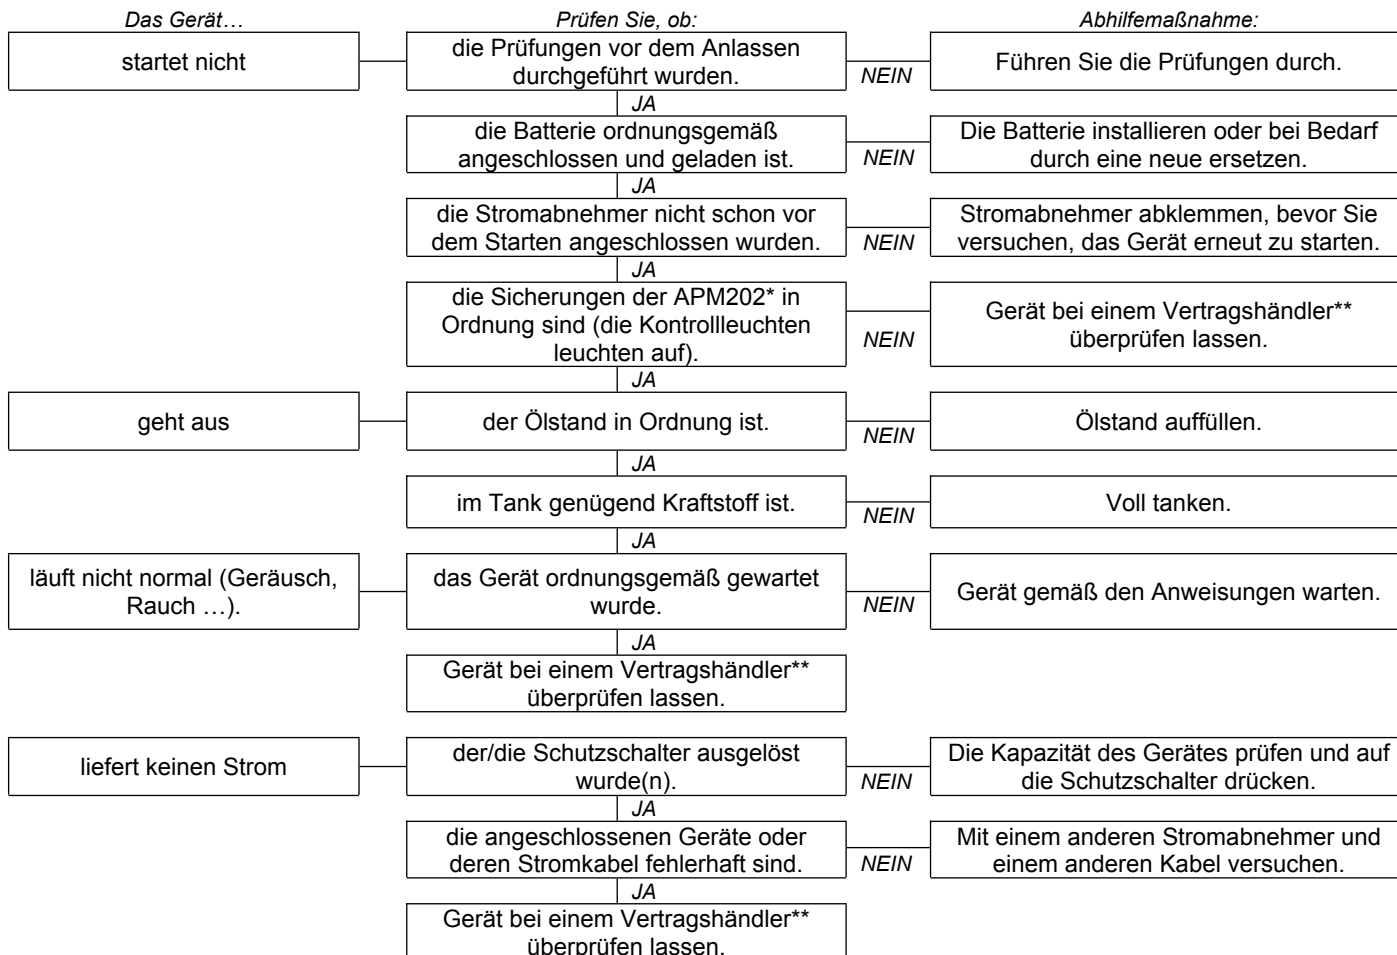 Das Gerät…
Prüfen Sie, ob:
Abhilfemaßnahme:
startet nicht
die Prüfungen vor dem Anlassen
durchgeführt wurden.
NEIN
Führen Sie die Prüfungen durch.
JA
die Batterie ordnungsgemäß
angeschlossen und geladen ist.
NEIN
Die Batterie installieren oder bei Bedarf
durch eine neue ersetzen.
JA
die Stromabnehmer nicht schon vor
dem Starten angeschlossen wurden.
NEIN
Stromabnehmer abklemmen, bevor Sie
versuchen, das Gerät erneut zu starten.
JA
die Sicherungen der APM202* in
Ordnung sind (die Kontrollleuchten
leuchten auf).
NEIN
Gerät bei einem Vertragshändler**
überprüfen lassen.
JA
geht aus
der Ölstand in Ordnung ist.
NEIN
Ölstand auffüllen.
JA
im Tank genügend Kraftstoff ist.
NEIN
Voll tanken.
JA
läuft nicht normal (Geräusch,
Rauch …).
das Gerät ordnungsgemäß gewartet
wurde.
NEIN
Gerät gemäß den Anweisungen warten.
JA
Gerät bei einem Vertragshändler**
überprüfen lassen.
liefert keinen Strom
der/die Schutzschalter ausgelöst
wurde(n).
NEIN
Die Kapazität des Gerätes prüfen und auf
die Schutzschalter drücken.
JA
die angeschlossenen Geräte oder
deren Stromkabel fehlerhaft sind.
NEIN
Mit einem anderen Stromabnehmer und
einem anderen Kabel versuchen.
JA
Gerät bei einem Vertragshändler**
überprüfen lassen.